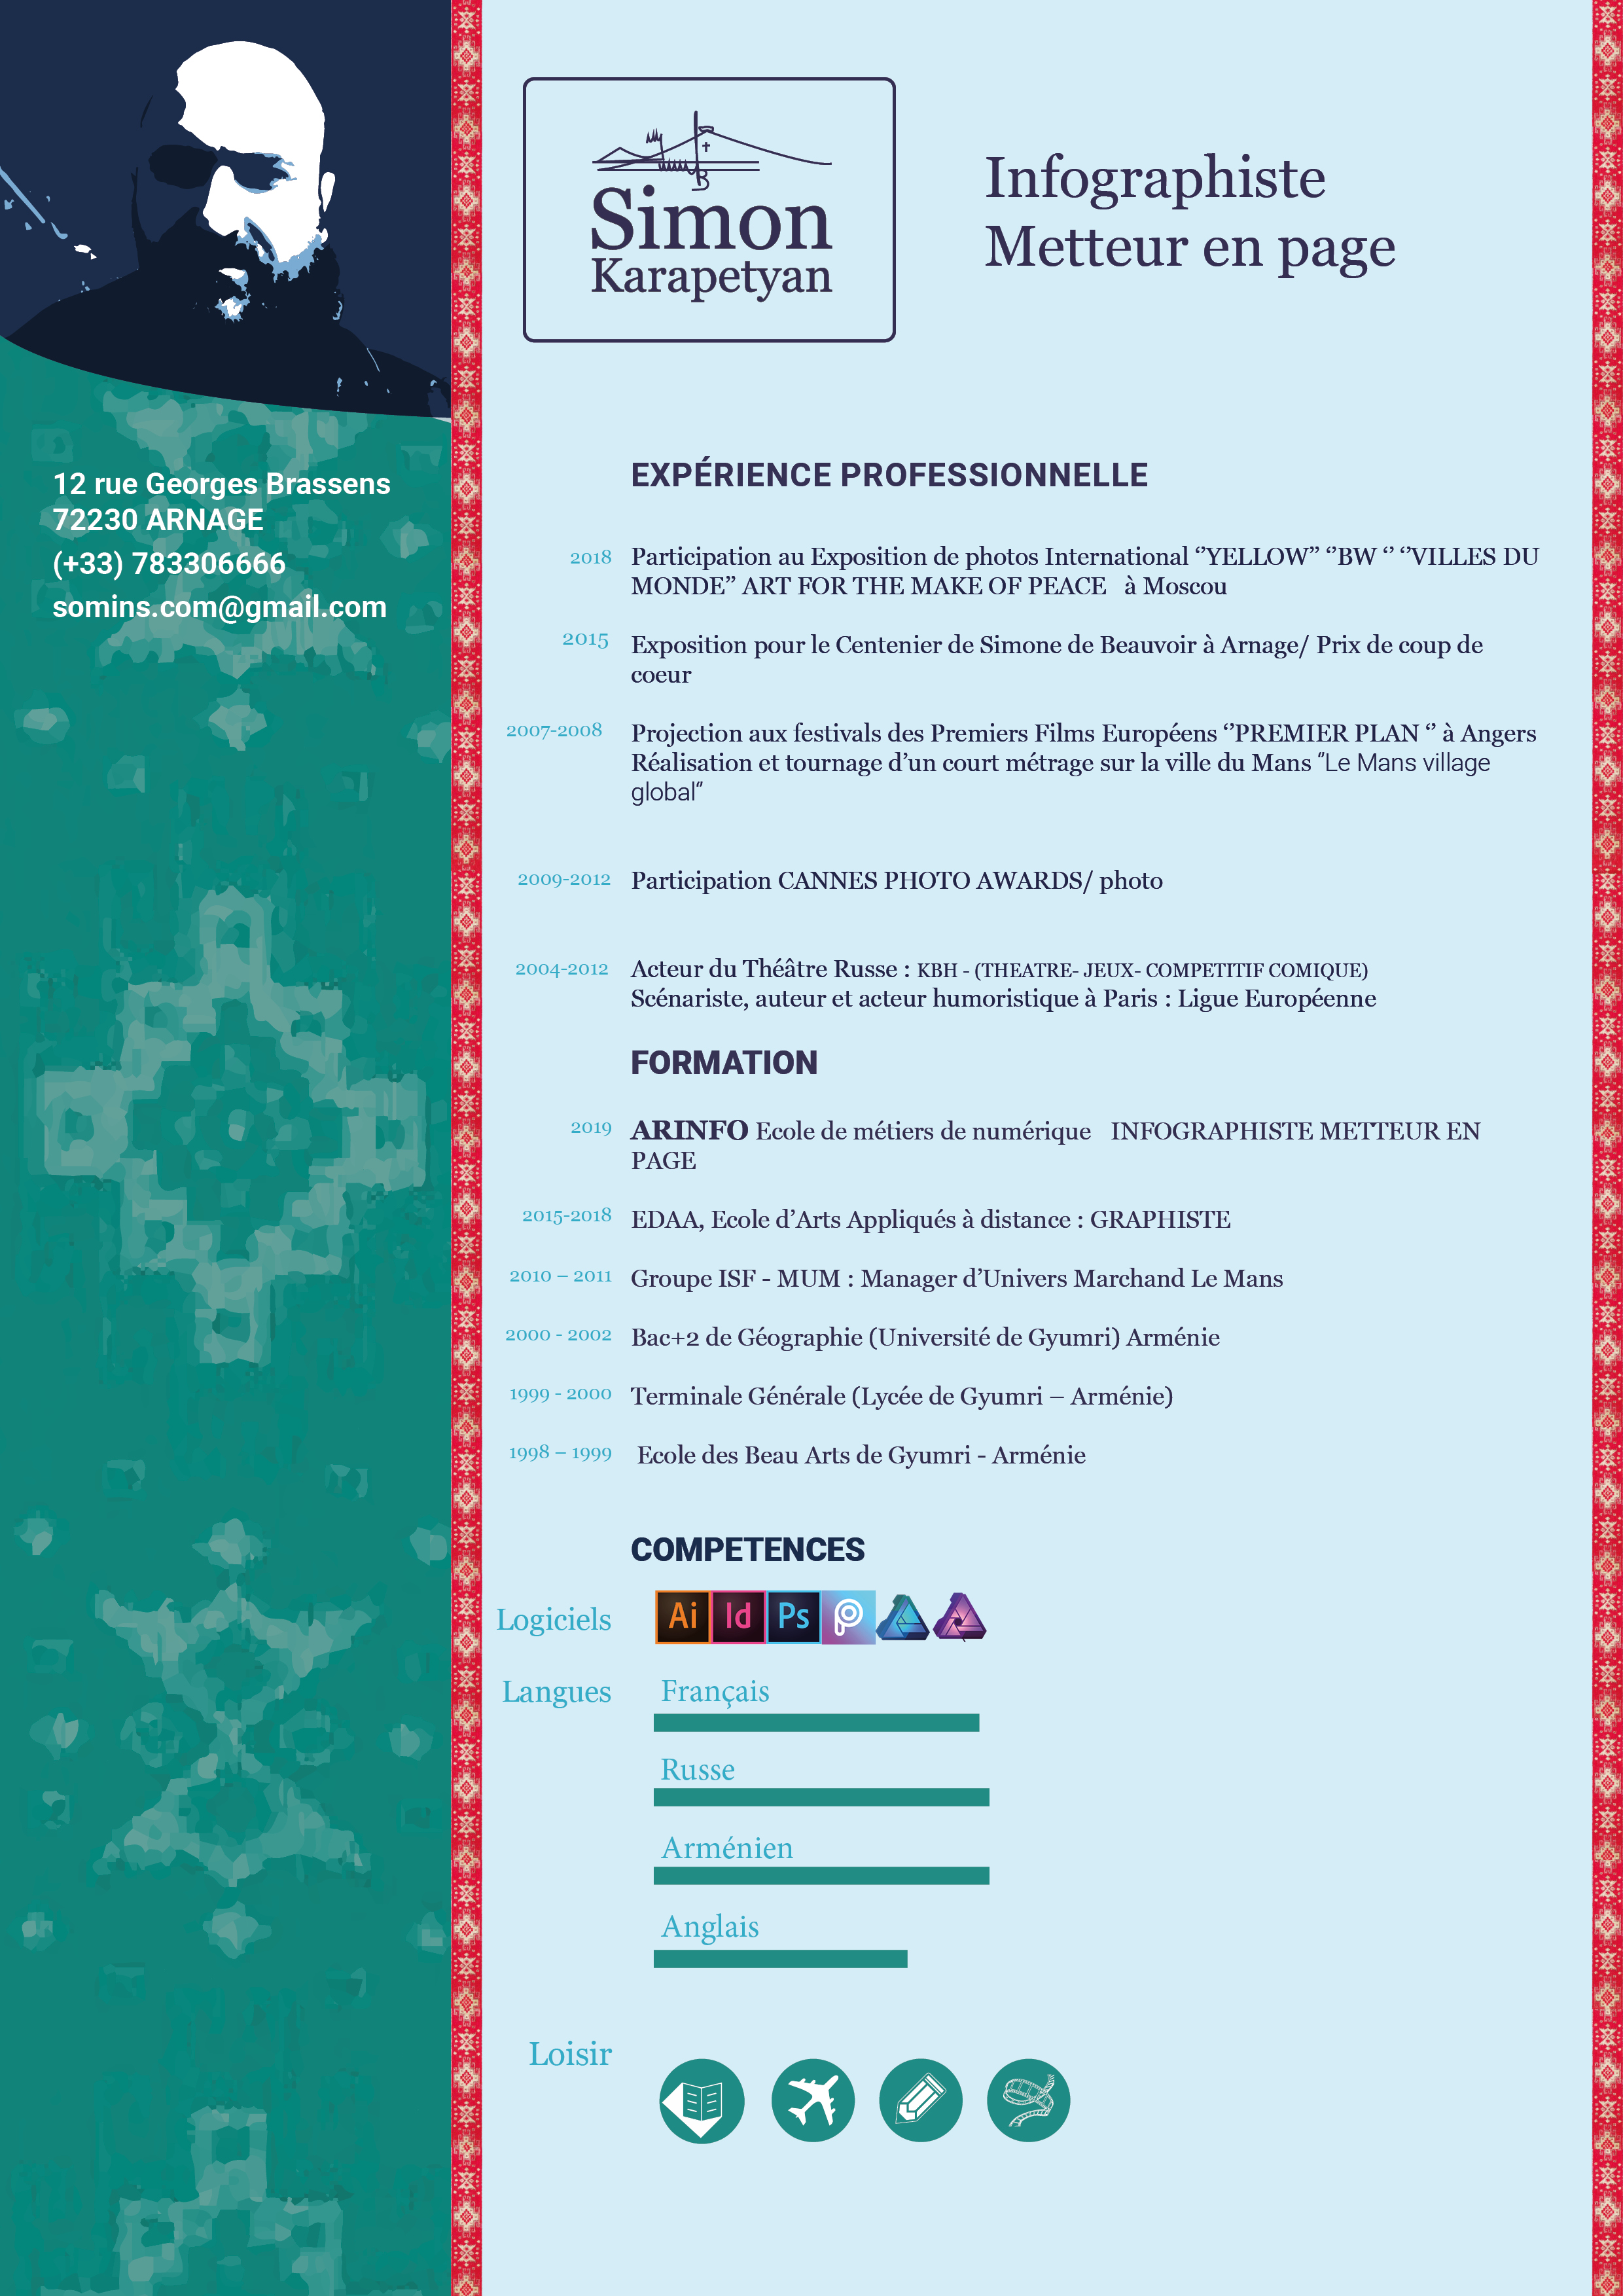 Simon
Karapetyan
Infographiste
Metteur en page
12 rue Georges Brassens
72230 ARNAGE
(+33) 783306666
somins.com@gmail.com
EXPÉRIENCE PROFESSIONNELLE
2018 Participation au Exposition de photos International ‘’YELLOW’’ ‘’BW ‘’ ‘’VILLES DU
MONDE’’ ART FOR THE MAKE OF PEACE à Moscou
2015 Exposition pour le Centenier de Simone de Beauvoir à Arnage/ Prix de coup de
coeur
2007-2008 Projection aux festivals des Premiers Films Européens ‘’PREMIER PLAN ‘’ à Angers
Réalisation et tournage d’un court métrage sur la ville du Mans ‘’Le Mans village
global’’
2009-2012 Participation CANNES PHOTO AWARDS/ photo
2004-2012 Acteur du Théâtre Russe : KBH - (THEATRE- JEUX- COMPETITIF COMIQUE)
Scénariste, auteur et acteur humoristique à Paris : Ligue Européenne
FORMATION
2019 ARINFO Ecole de métiers de numérique INFOGRAPHISTE METTEUR EN
PAGE
2015-2018 EDAA, Ecole d’Arts Appliqués à distance : GRAPHISTE
2010 – 2011 Groupe ISF - MUM : Manager d’Univers Marchand Le Mans
2000 - 2002 Bac+2 de Géographie (Université de Gyumri) Arménie
1999 - 2000 Terminale Générale (Lycée de Gyumri – Arménie)
1998 – 1999 Ecole des Beau Arts de Gyumri - Arménie
COMPETENCES
Logiciels Ai Id Ps P
Langues Français
Russe
Arménien
Anglais
Loisir